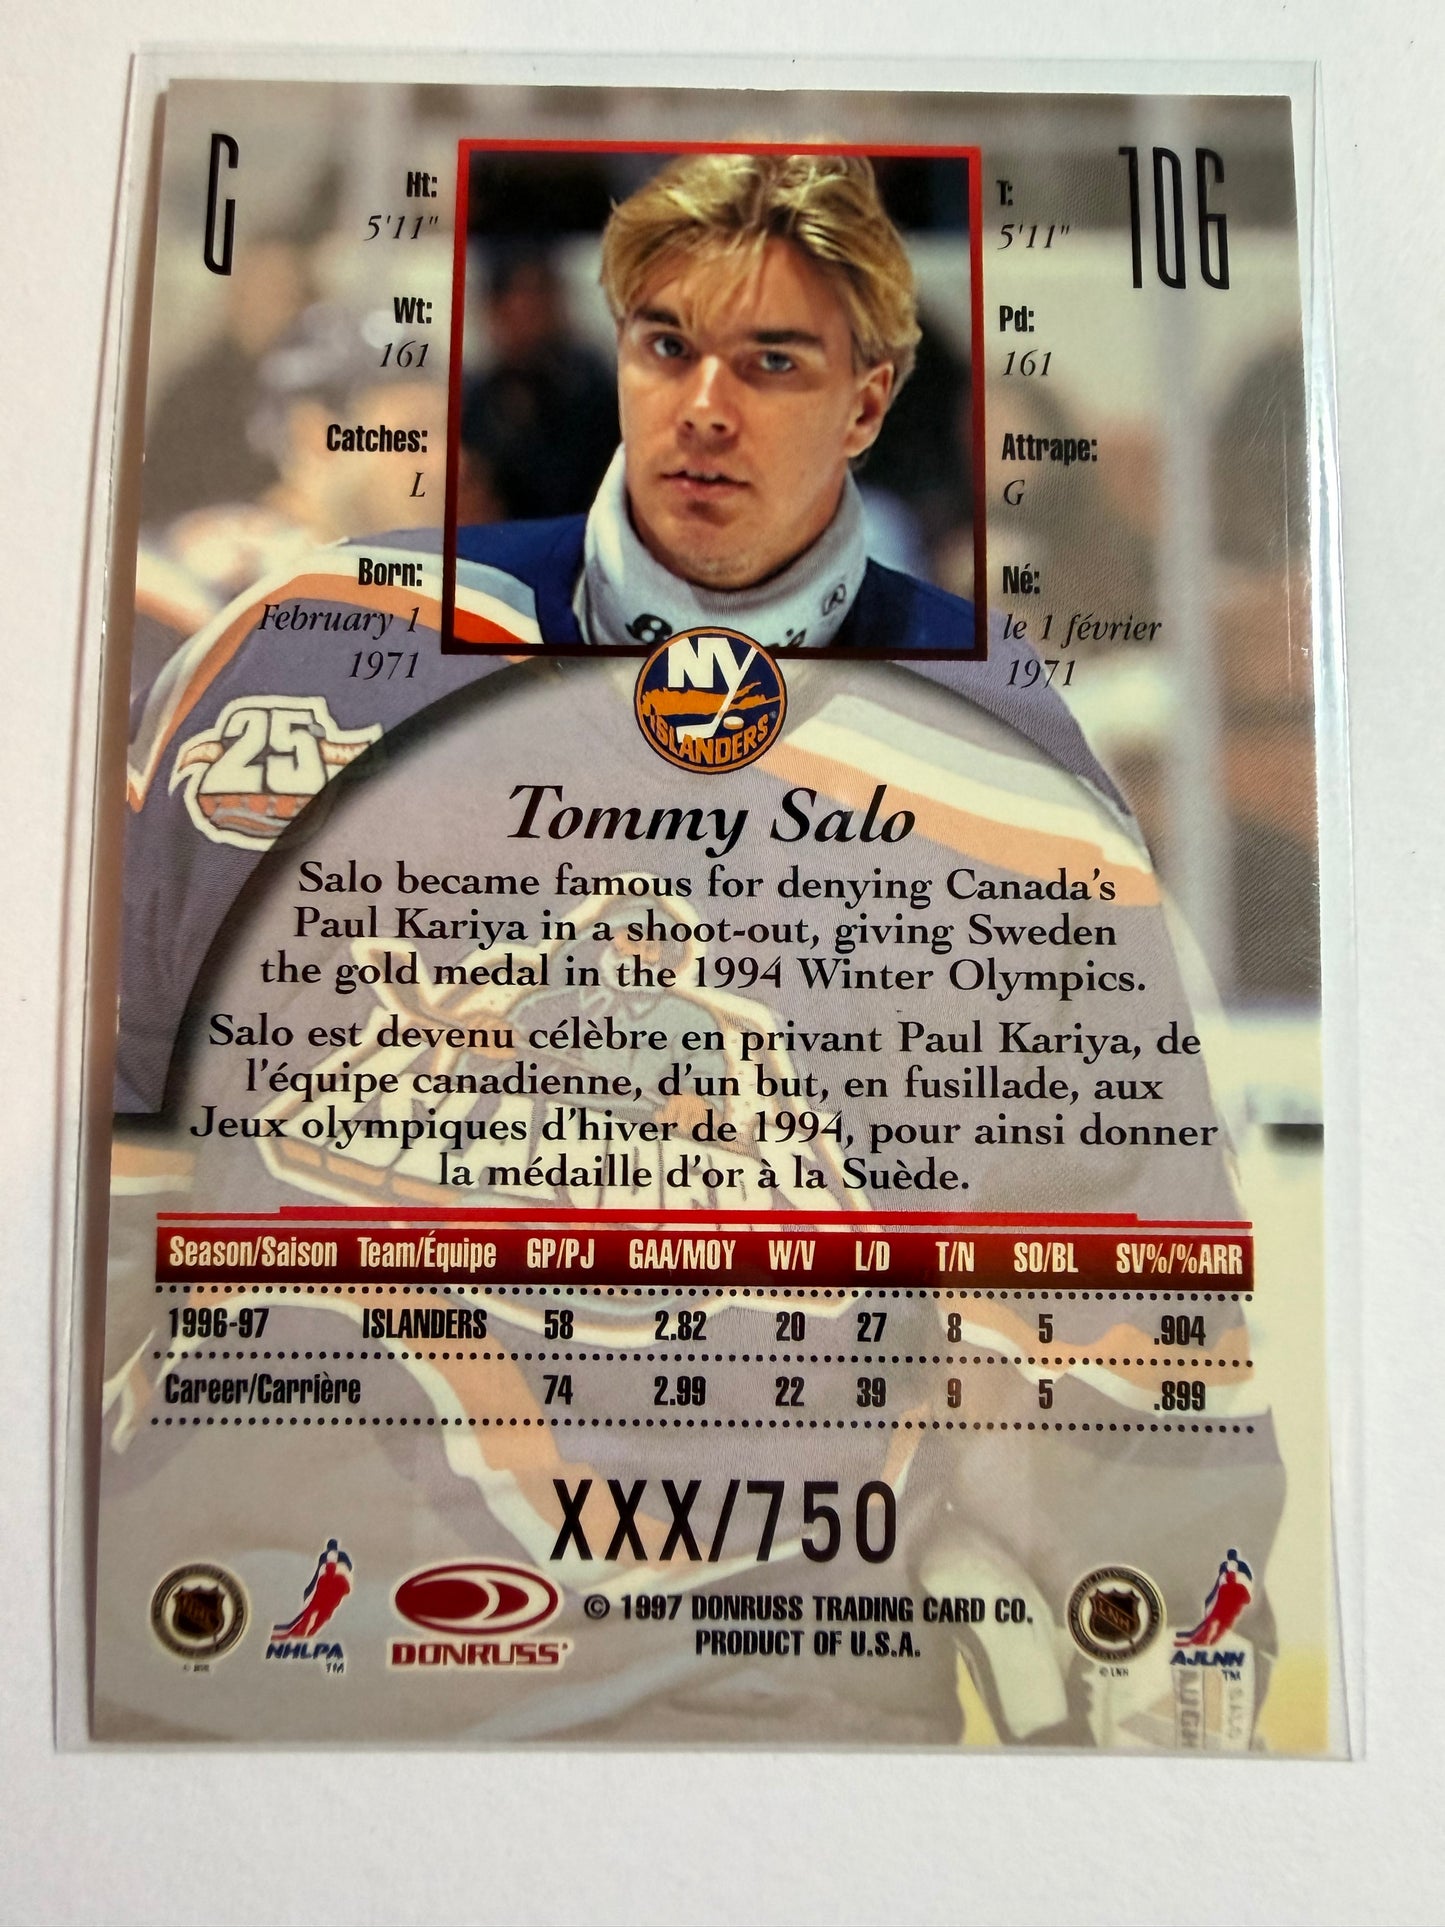 G
106
Ht:
5'11"
Wt:
161
Catches:
L
Born:
February 1
1971
T:
5'11"
Pd:
161
Attrape:
G
Né:
le 1 février
1971
25
NY
ISLANDERS
Tommy Salo
Salo became famous for denying Canada's
Paul Kariya in a shoot-out, giving Sweden
the gold medal in the 1994 Winter Olympics.
Salo est devenu célèbre en privant Paul Kariya, de
l'équipe canadienne, d'un but, en fusillade, aux
Jeux olympiques d'hiver de 1994, pour ainsi donner
la médaille d'or à la Suède.
Season/Saison Team/Équipe GP/PJ GAA/MOY W/V L/D T/N SO/BL SV%/%ARR
1996-97 ISLANDERS 58 2.82 20 27 8 5 .904
Career/Carrière 74 2.99 22 39 9 5 .899
XXX/750
NHLPA
TM
DONRUSS
© 1997 DONRUSS TRADING CARD CO.
PRODUCT OF U.S.A.
LNH
© LNH
AJLNH
TM